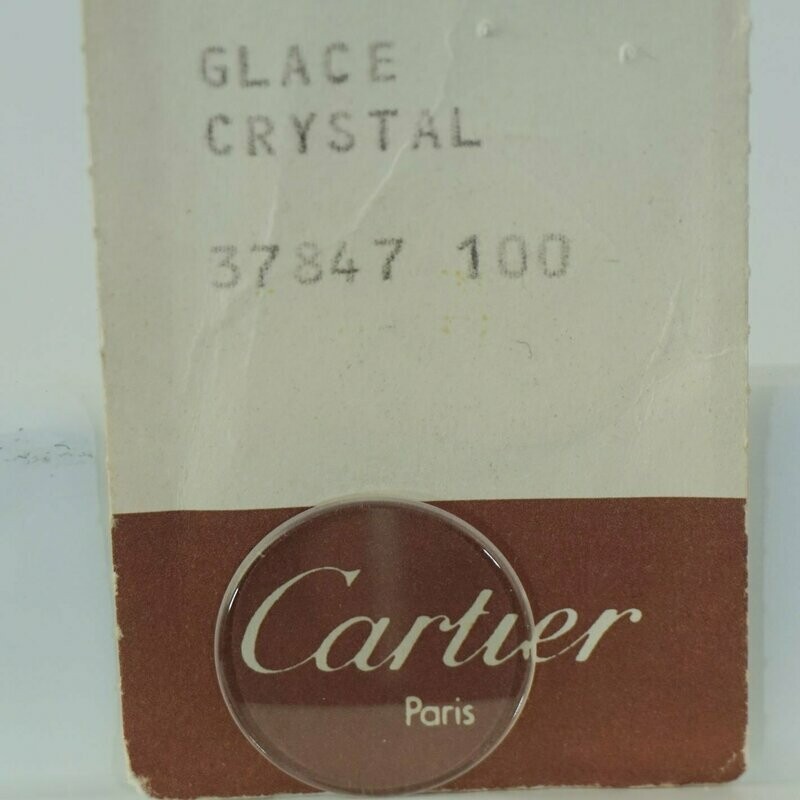 GLACE
CRYSTAL
37847 100
Cartier
Paris